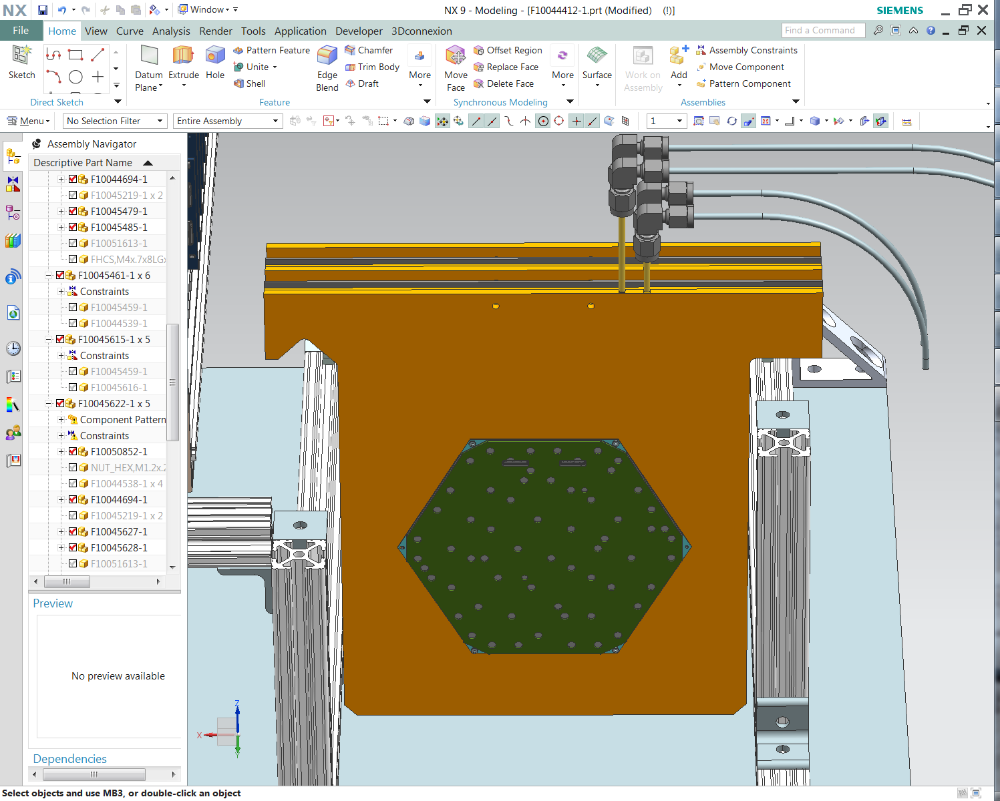 NX
Window
NX 9 - Modeling - [F10044412-1.prt (Modified)   (!)]
SIEMENS
File Home View Curve Analysis Render Tools Application Developer 3Dconnexion
Find a Command
Sketch
Direct Sketch
Datum Plane
Extrude
Hole
Pattern Feature
Unite
Shell
Edge Blend
Chamfer
Trim Body
Draft
More
Feature
Move Face
Offset Region
Replace Face
Delete Face
More
Synchronous Modeling
Surface
Work on Assembly
Add
Assembly Constraints
Move Component
Pattern Component
Assemblies
Menu
No Selection Filter
Entire Assembly
1
Assembly Navigator
Descriptive Part Name
F10044694-1
F10045219-1 x 2
F10045479-1
F10045485-1
F10051613-1
FHCS,M4x.7x8LG
F10045461-1 x 6
Constraints
F10045459-1
F10044539-1
F10045615-1 x 5
Constraints
F10045459-1
F10045616-1
F10045622-1 x 5
Component Pattern
Constraints
F10050852-1
NUT_HEX,M1.2x.2
F10044538-1 x 4
F10044694-1
F10045219-1 x 2
F10045627-1
F10045628-1
F10051613-1
Preview
No preview available
Dependencies
Z
X
Y
Select objects and use MB3, or double-click an object